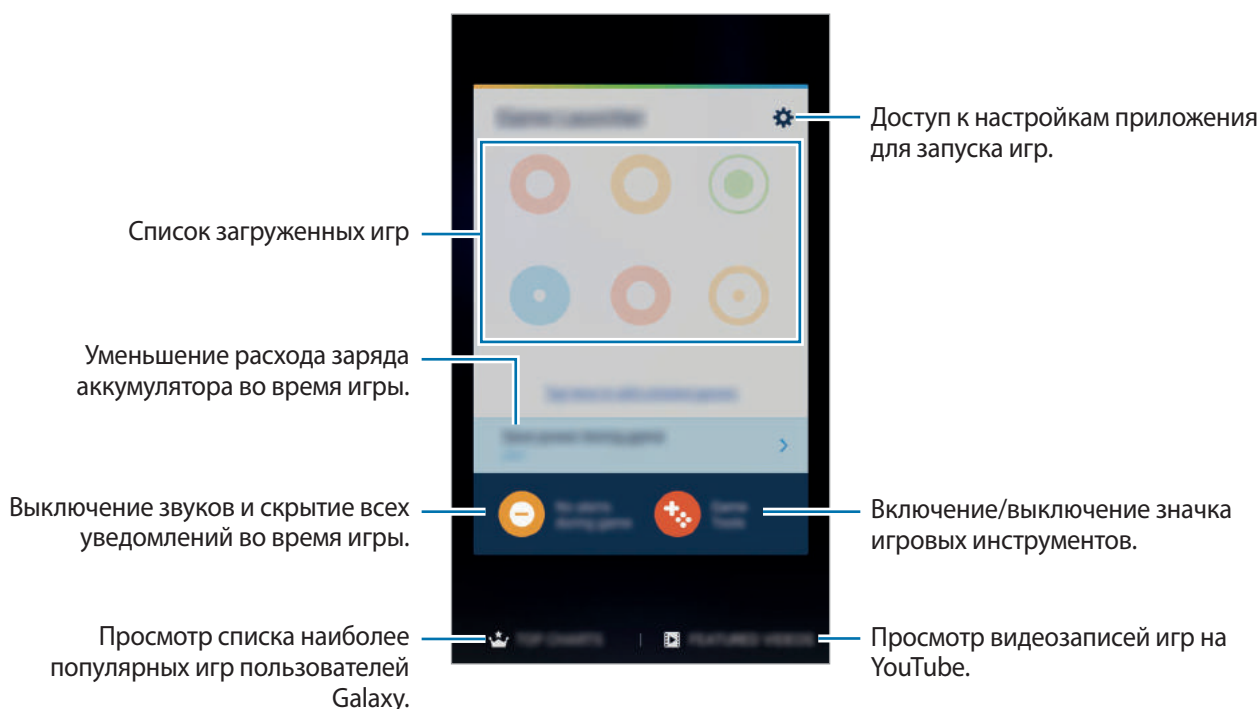 Доступ к настройкам приложения
для запуска игр.
Список загруженных игр
Уменьшение расхода заряда
аккумулятора во время игры.
Выключение звуков и скрытие всех
уведомлений во время игры.
Включение/выключение значка
игровых инструментов.
Просмотр списка наиболее
популярных игр пользователей
Galaxy.
Просмотр видеозаписей игр на
YouTube.